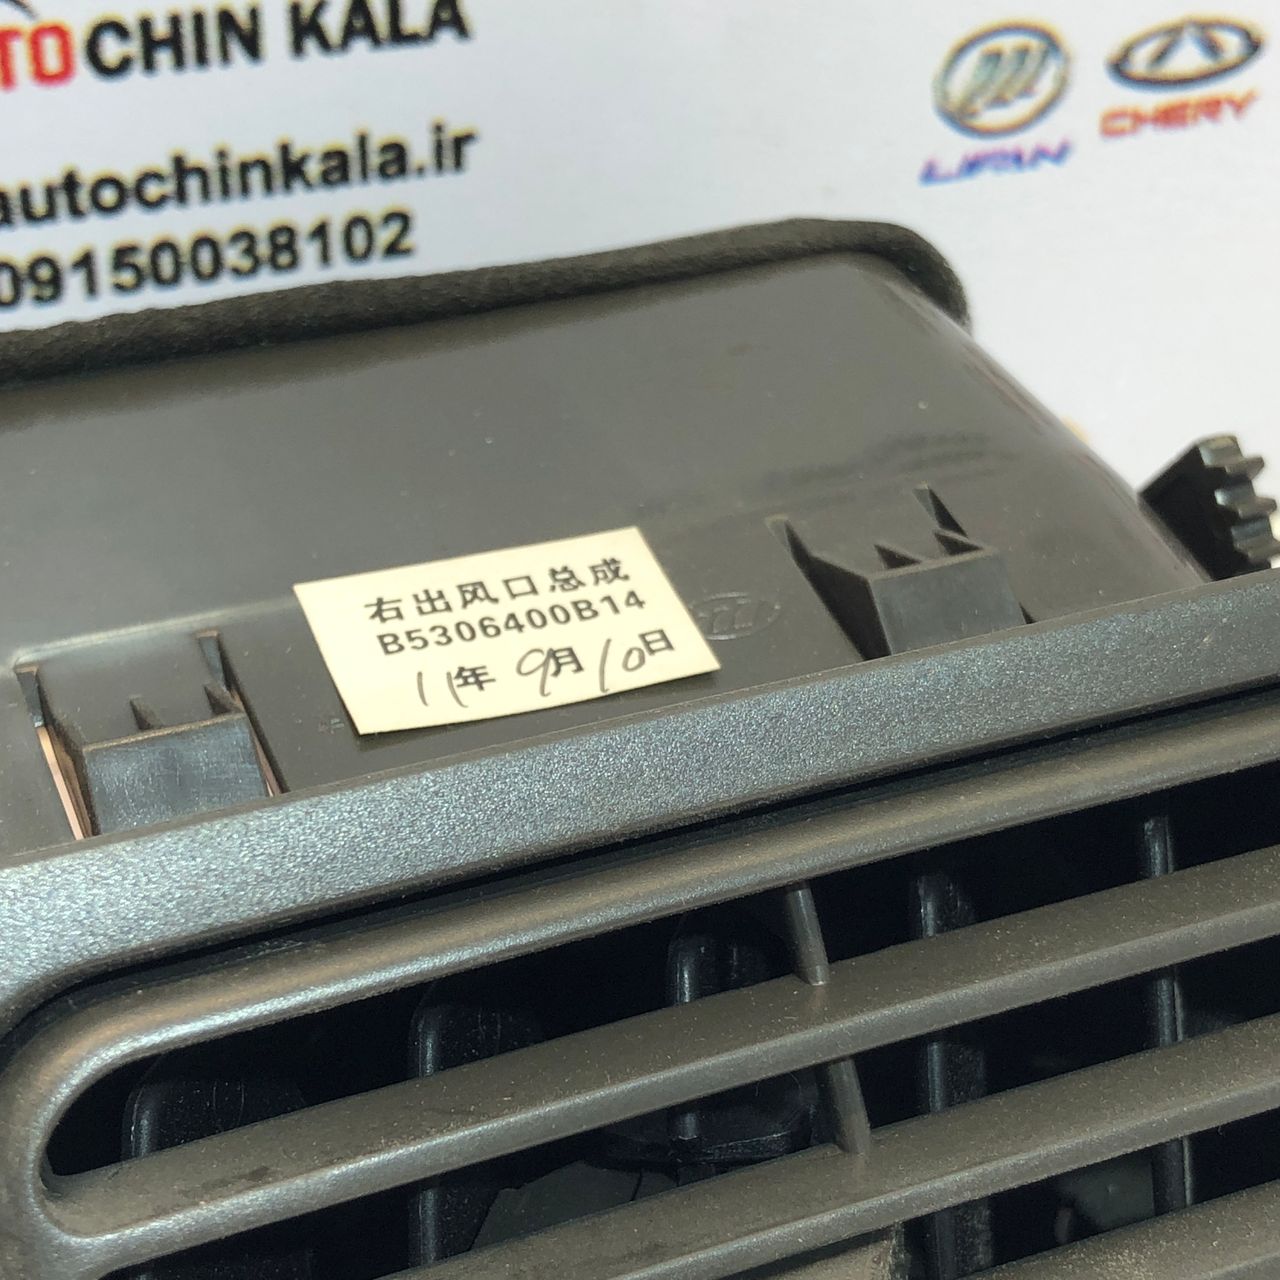 TO CHIN KALA
autochinkala.ir
09150038102
LIFAN
CHERY
右出风口总成
B5306400B14
11年 9月10日